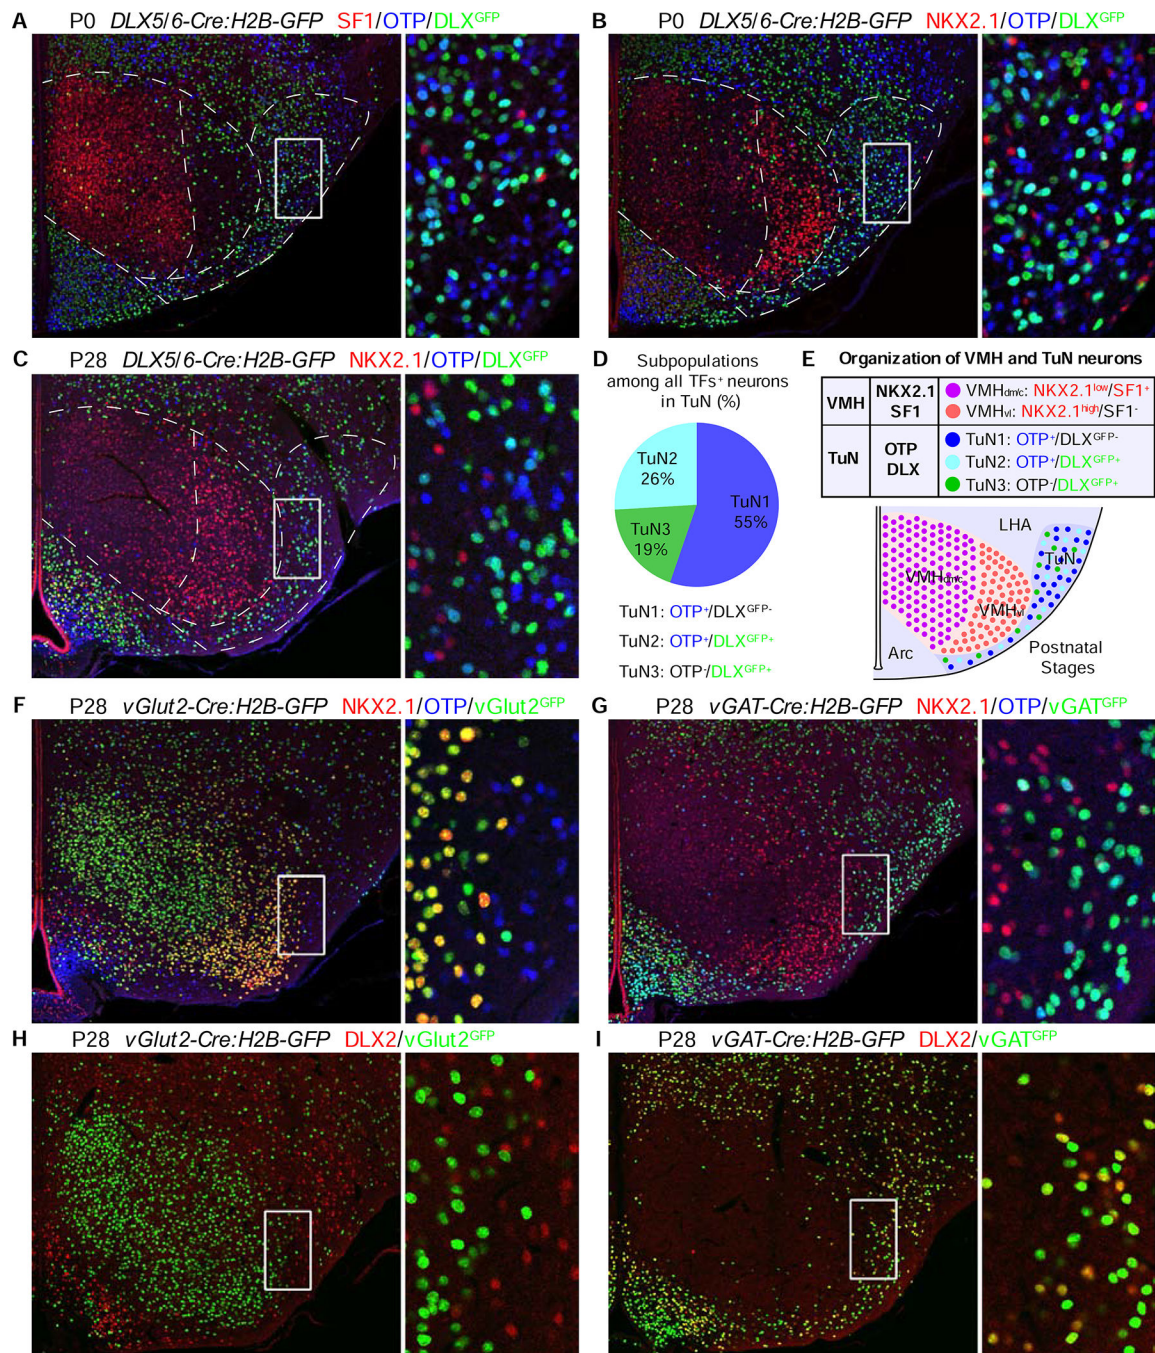 A P0 DLX5/6-Cre:H2B-GFP SF1/OTP/DLXGFP
B P0 DLX5/6-Cre:H2B-GFP NKX2.1/OTP/DLXGFP
C P28 DLX5/6-Cre:H2B-GFP NKX2.1/OTP/DLXGFP
D Subpopulations
among all TFs+ neurons
in TuN (%)
TuN2
26%
TuN1
55%
TuN3
19%
TuN1: OTP+/DLXGFP-
TuN2: OTP+/DLXGFP+
TuN3: OTP-/DLXGFP+
E Organization of VMH and TuN neurons
VMH
NKX2.1
SF1
VMHdm/c: NKX2.1low/SF1+
VMHvl: NKX2.1high/SF1-
TuN
OTP
DLX
TuN1: OTP+/DLXGFP-
TuN2: OTP+/DLXGFP+
TuN3: OTP-/DLXGFP+
LHA
TuN
VMHdm/c
VMHvl
Arc
Postnatal
Stages
F P28 vGlut2-Cre:H2B-GFP NKX2.1/OTP/vGlut2GFP
G P28 vGAT-Cre:H2B-GFP NKX2.1/OTP/vGATGFP
H P28 vGlut2-Cre:H2B-GFP DLX2/vGlut2GFP
I P28 vGAT-Cre:H2B-GFP DLX2/vGATGFP